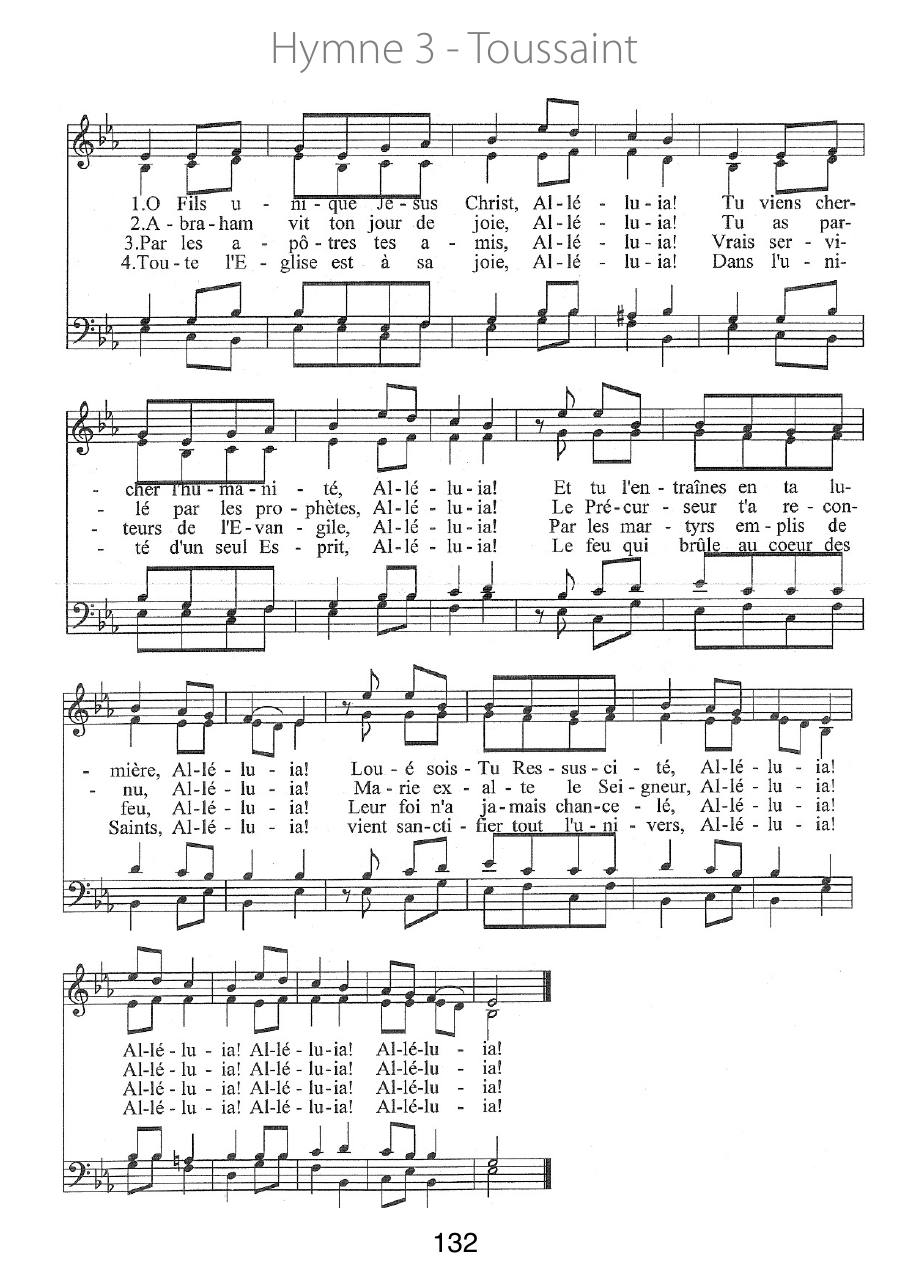 Hymne 3 - Toussaint
1.O Fils u - ni-que Jé-sus Christ, Al-lé - lu-ia! Tu viens cher-
2.A-bra-ham vit ton jour de joie, Al-lé - lu-ia! Tu as par-
3.Par les a - pô-tres tes a - mis, Al-lé - lu-ia! Vrais ser - vi-
4.Tou-te l'E - glise est à sa joie, Al-lé - lu-ia! Dans l'u - ni-
- cher l'hu-ma-ni - té, Al-lé - lu-ia! Et tu l'en-traînes en ta lu-
- lé par les pro-phètes, Al-lé - lu-ia! Le Pré-cur - seur t'a re - con-
- teurs de l'E-van - gile, Al-lé - lu-ia! Par les mar - tyrs em-plis de
- té d'un seul Es - prit, Al-lé - lu-ia! Le feu qui brûle au coeur des
- mière, Al-lé - lu - ia! Lou-é sois-Tu Res-sus-ci - té, Al-lé - lu - ia!
- nu, Al-lé - lu - ia! Ma-rie ex-al-te le Sei-gneur, Al-lé - lu - ia!
feu, Al-lé - lu - ia! Leur foi n'a ja-mais chan-ce - lé, Al-lé - lu - ia!
Saints, Al-lé - lu - ia! vient sanc-ti - fier tout l'u-ni - vers, Al-lé - lu - ia!
Al-lé-lu - ia! Al-lé - lu-ia! Al-lé-lu - ia!
Al-lé-lu - ia! Al-lé - lu-ia! Al-lé-lu - ia!
Al-lé-lu - ia! Al-lé - lu-ia! Al-lé-lu - ia!
Al-lé-lu - ia! Al-lé - lu-ia! Al-lé-lu - ia!
132